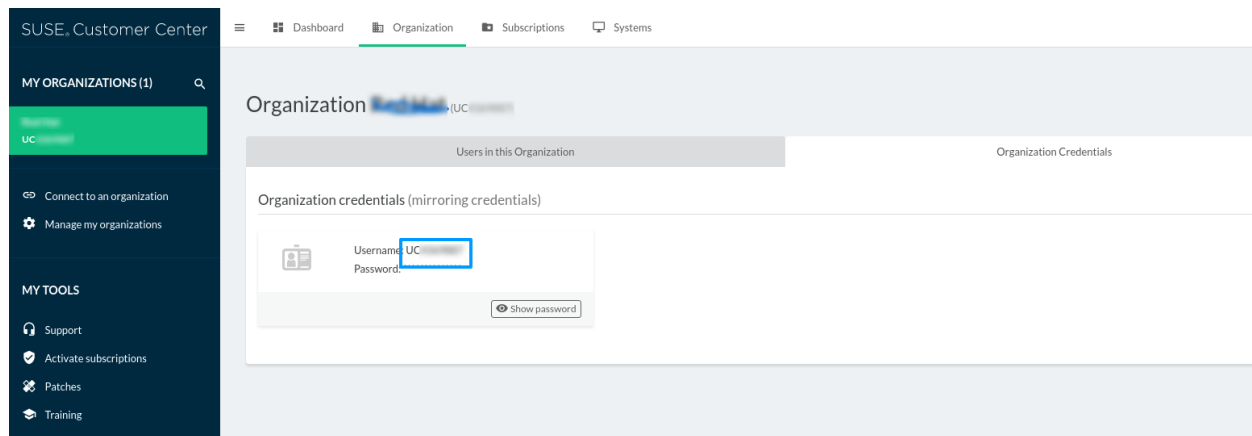 SUSE® Customer Center
Dashboard
Organization
Subscriptions
Systems
MY ORGANIZATIONS (1)
UC
Connect to an organization
Manage my organizations
MY TOOLS
Support
Activate subscriptions
Patches
Training
Organization (UC
Users in this Organization
Organization Credentials
Organization credentials (mirroring credentials)
Username: UC
Password:
Show password